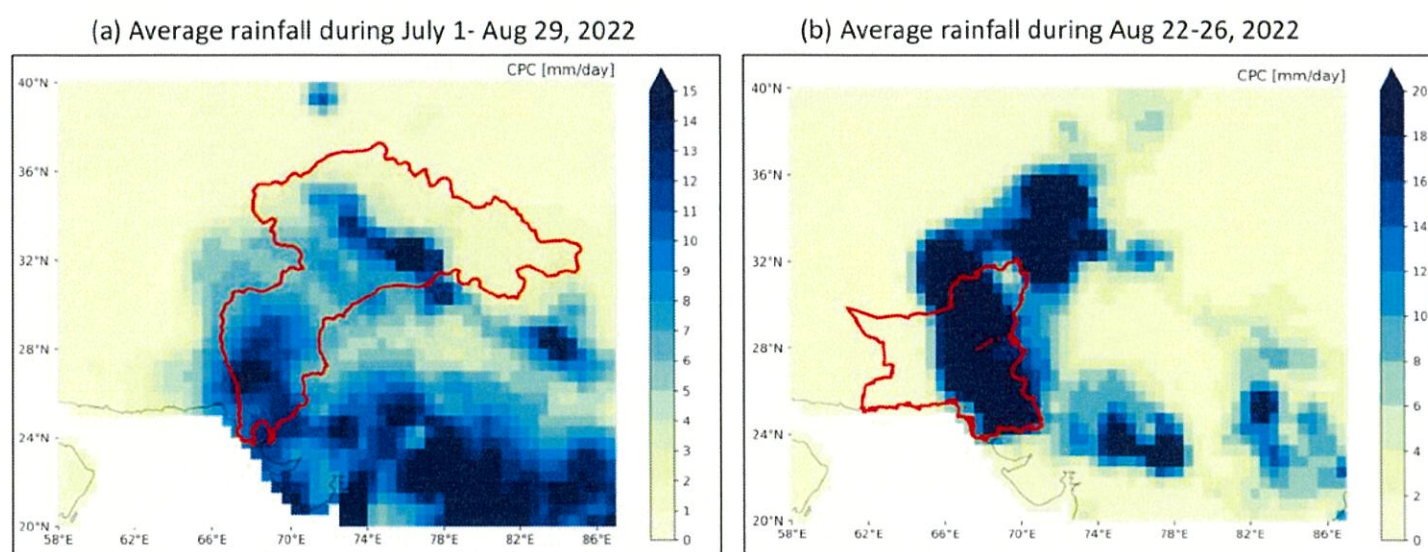 (a) Average rainfall during July 1- Aug 29, 2022
CPC [mm/day]
40°N
36°N
32°N
28°N
24°N
20°N
58°E 62°E 66°E 70°E 74°E 78°E 82°E 86°E
15
14
13
12
11
10
9
8
7
6
5
4
3
2
1
0
(b) Average rainfall during Aug 22-26, 2022
CPC [mm/day]
40°N
36°N
32°N
28°N
24°N
20°N
58°E 62°E 66°E 70°E 74°E 78°E 82°E 86°E
20
18
16
14
12
10
8
6
4
2
0